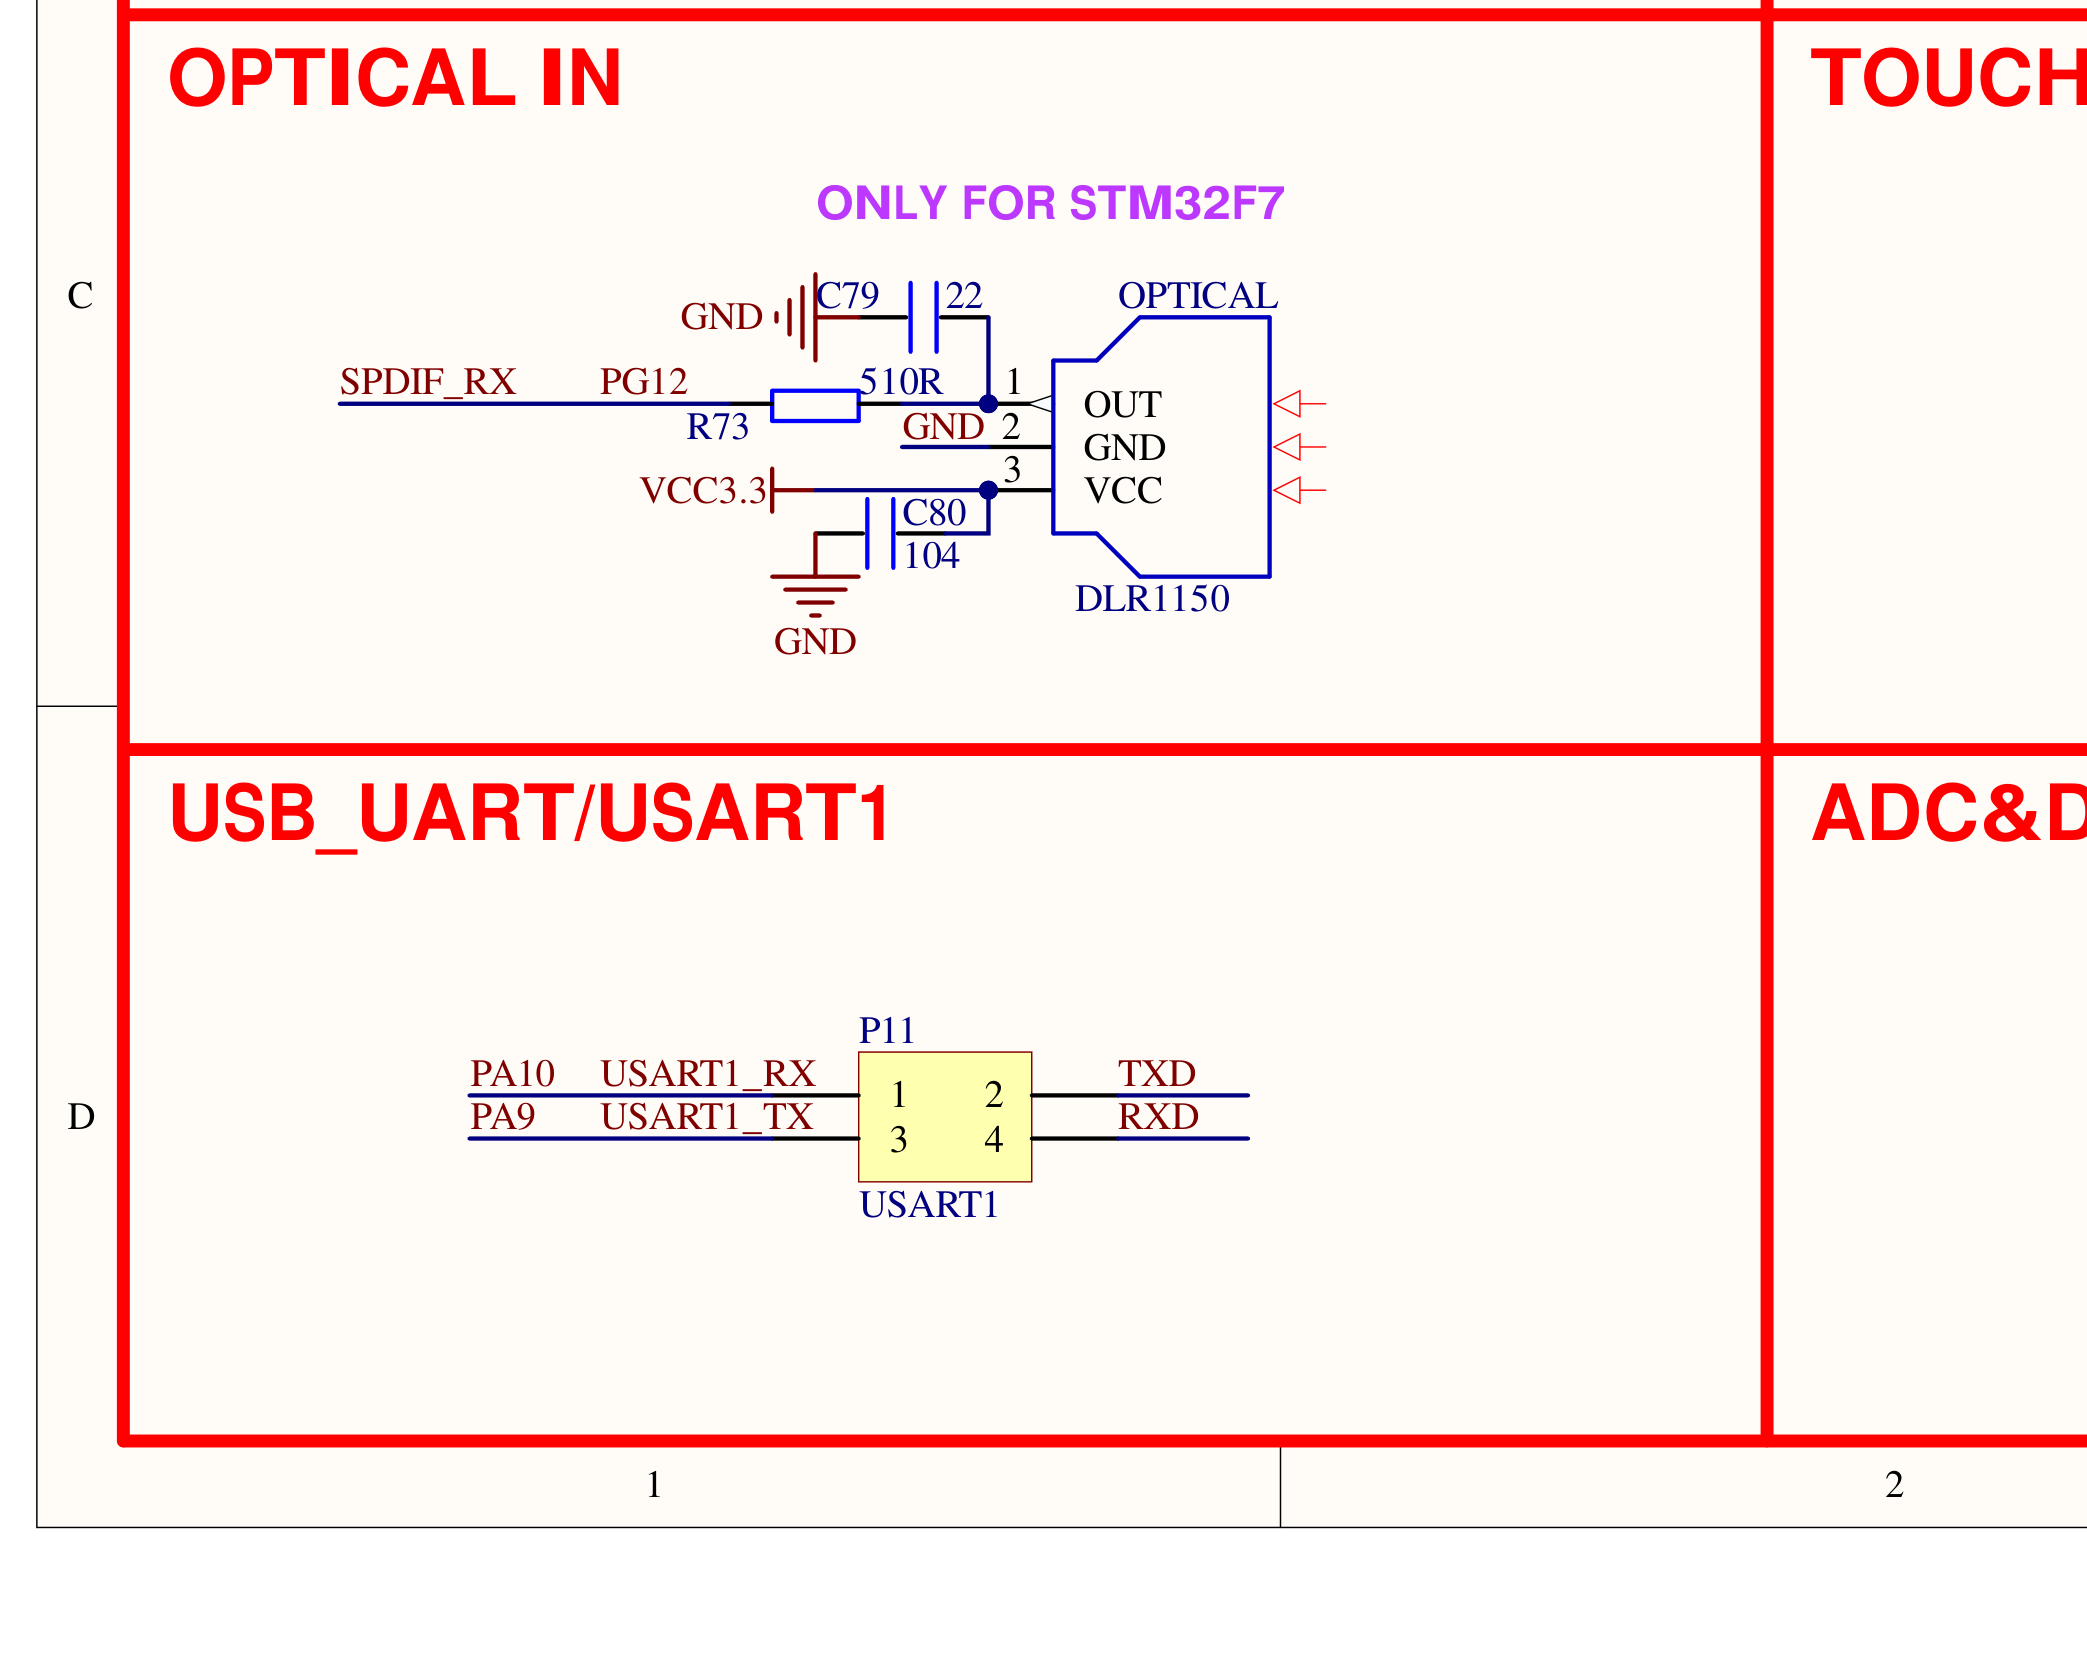 OPTICAL IN
TOUCH
ONLY FOR STM32F7
C
GND C79 22 OPTICAL
SPDIF_RX PG12 510R 1 OUT
R73 GND 2 GND
VCC3.3 3 VCC
C80
104
DLR1150
GND
USB_UART/USART1
ADC&D
P11
PA10 USART1_RX 1 2 TXD
D
PA9 USART1_TX 3 4 RXD
USART1
1 2